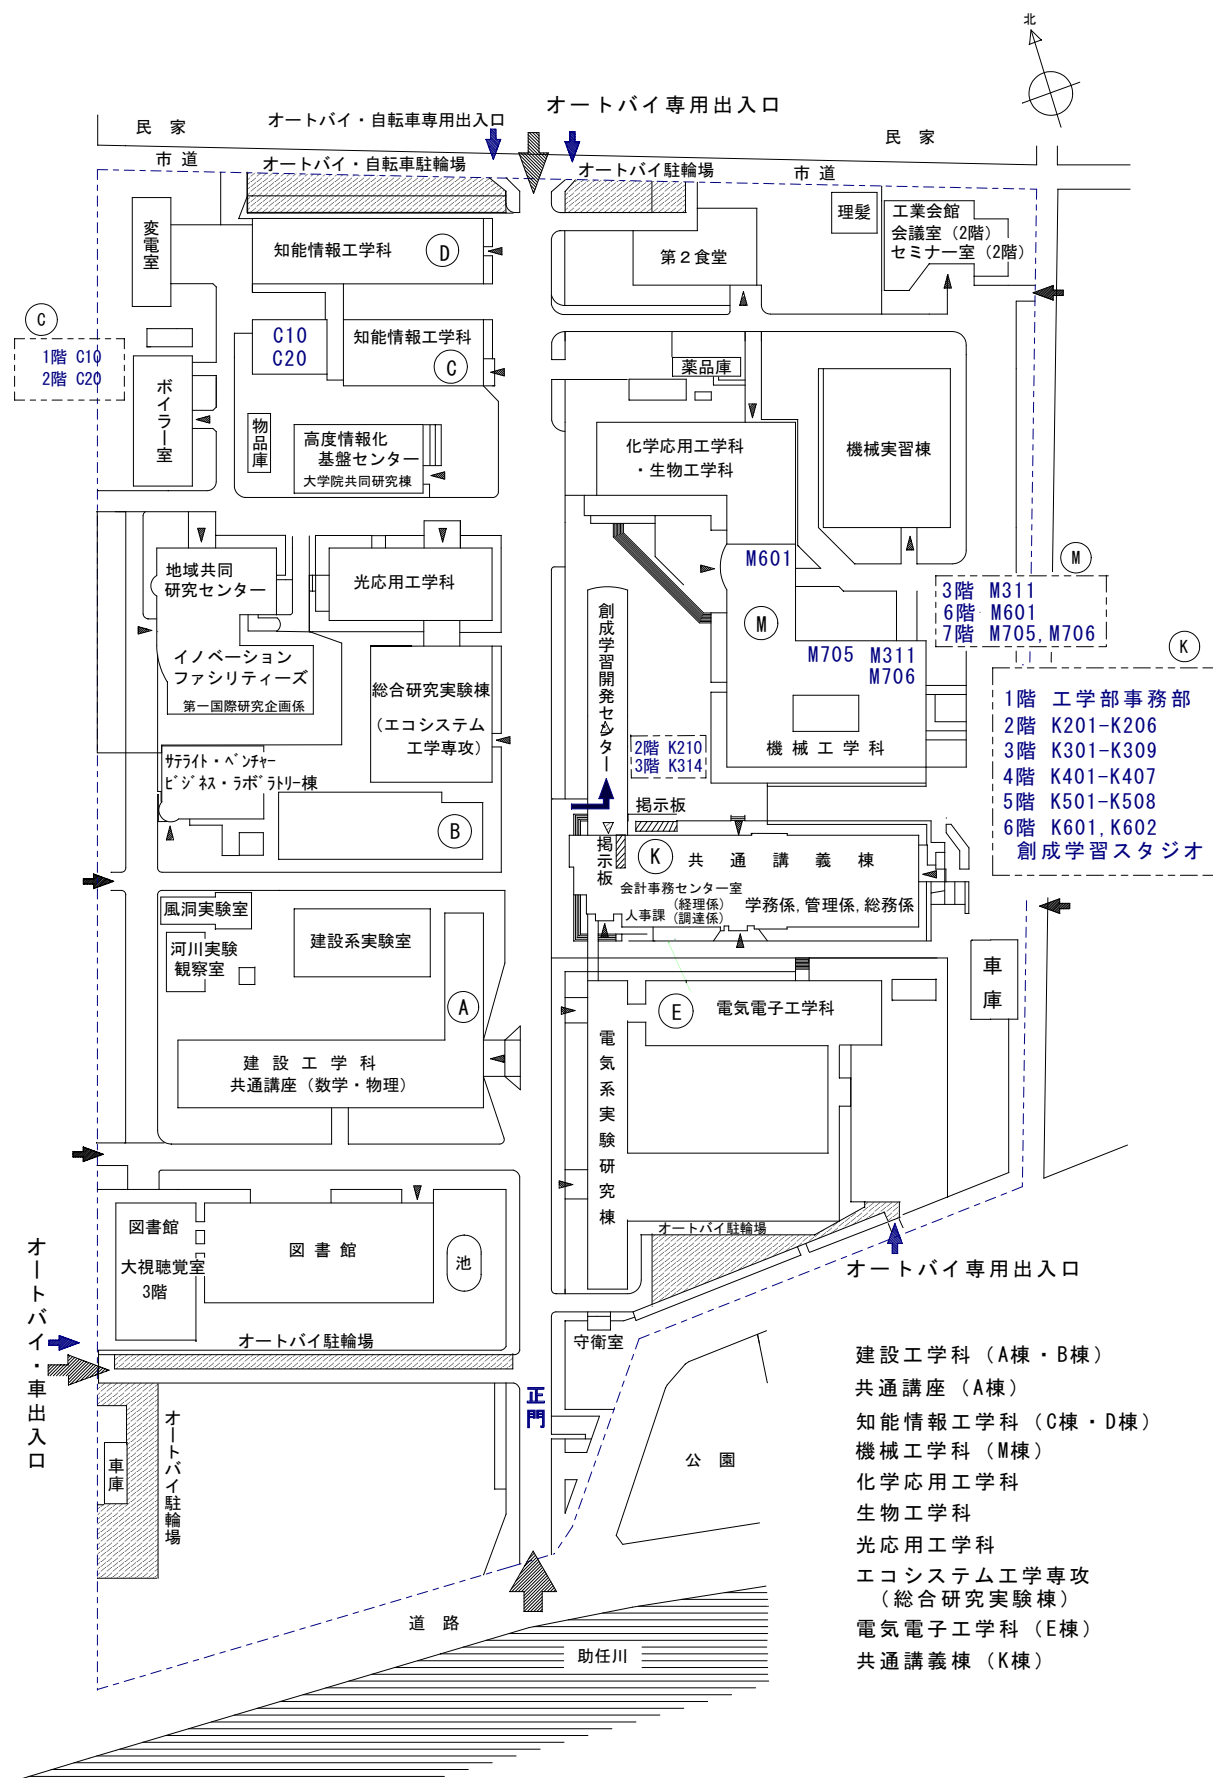 北
オートバイ専用出入口
オートバイ・自転車専用出入口
民 家
民 家
市 道
オートバイ・自転車駐輪場
オートバイ駐輪場
市 道
変電室
知能情報工学科
D
第2食堂
理髪
工業会館
会議室 (2階)
セミナー室 (2階)
C
1階 C10
2階 C20
C10
C20
知能情報工学科
C
ボイラー室
物品庫
高度情報化
基盤センター
大学院共同研究棟
薬品庫
化学応用工学科
・生物工学科
機械実習棟
地域共同
研究センター
光応用工学科
M601
M
M
3階 M311
6階 M601
7階 M705, M706
創成学習開発センター
イノベーション
ファシリティーズ
第一国際研究企画係
総合研究実験棟
(エコシステム
工学専攻)
M705 M311
M706
機 械 工 学 科
K
1階 工学部事務部
2階 K201-K206
3階 K301-K309
4階 K401-K407
5階 K501-K508
6階 K601, K602
創成学習スタジオ
2階 K210
3階 K314
サテライト・ベンチャー
ビジネス・ラボラトリー棟
B
掲示板
掲示板
K
共 通 講 義 棟
会計事務センター室
(経理係)
人事課
(調達係)
学務係, 管理係, 総務係
風洞実験室
河川実験
観察室
建設系実験室
A
建 設 工 学 科
共通講座 (数学・物理)
E
電気電子工学科
車庫
電気系実験研究棟
図書館
大視聴覚室
3階
図 書 館
池
オートバイ駐輪場
オートバイ専用出入口
オートバイ・車出入口
オートバイ駐輪場
守衛室
正門
車庫
オートバイ駐輪場
公 園
道 路
助任川
建設工学科 (A棟・B棟)
共通講座 (A棟)
知能情報工学科 (C棟・D棟)
機械工学科 (M棟)
化学応用工学科
生物工学科
光応用工学科
エコシステム工学専攻
(総合研究実験棟)
電気電子工学科 (E棟)
共通講義棟 (K棟)